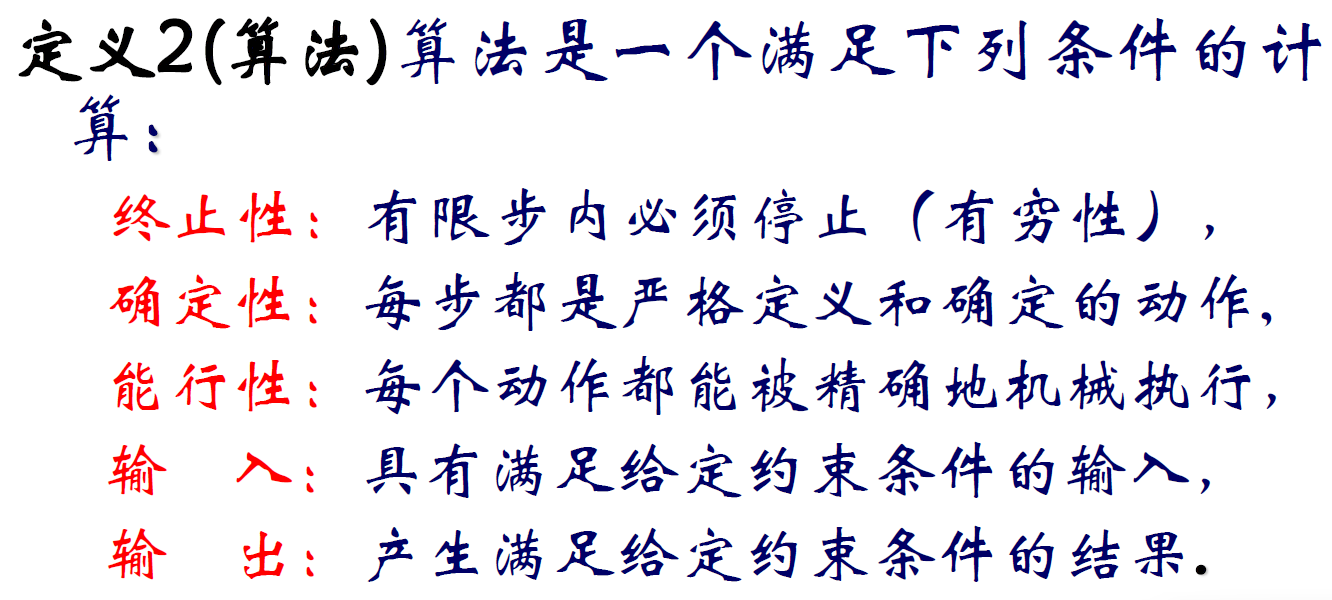 定义2(算法)算法是一个满足下列条件的计
算：
终止性：有限步内必须停止（有穷性），
确定性：每步都是严格定义和确定的动作，
能行性：每个动作都能被精确地机械执行，
输 入：具有满足给定约束条件的输入，
输 出：产生满足给定约束条件的结果.